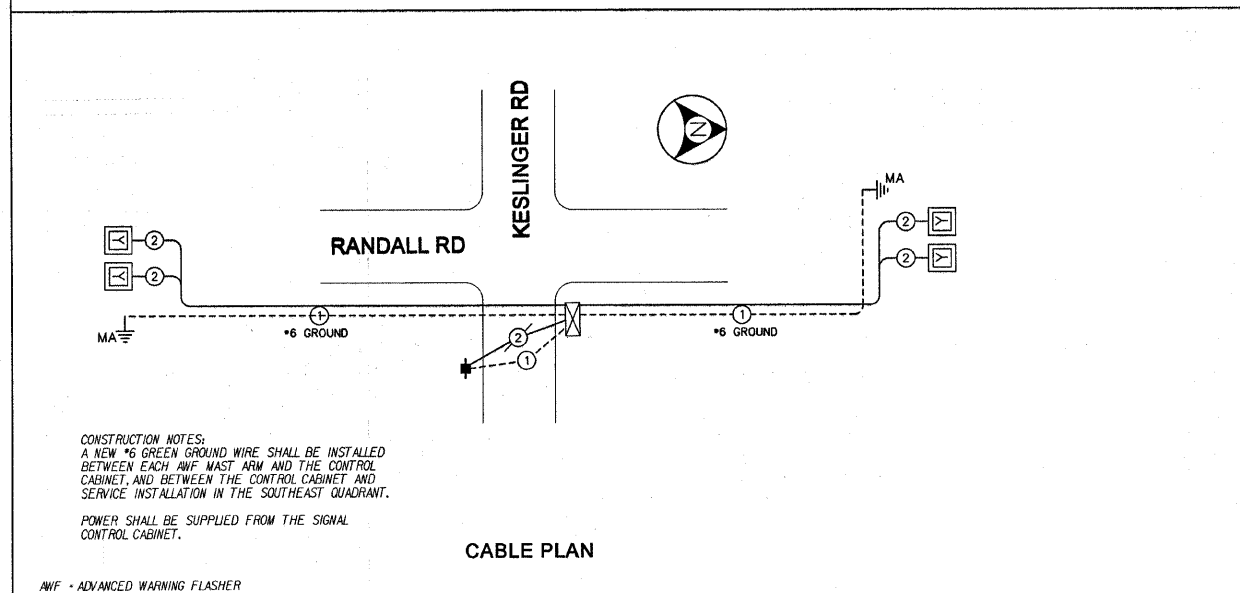 KESLINGER RD
N
MA
RANDALL RD
2
Y
2
Y
2
Y
2
Y
1
1
MA
*6 GROUND
*6 GROUND
2
1
CONSTRUCTION NOTES:
A NEW *6 GREEN GROUND WIRE SHALL BE INSTALLED
BETWEEN EACH AWF MAST ARM AND THE CONTROL
CABINET, AND BETWEEN THE CONTROL CABINET AND
SERVICE INSTALLATION IN THE SOUTHEAST QUADRANT.
POWER SHALL BE SUPPLIED FROM THE SIGNAL
CONTROL CABINET.
CABLE PLAN
AWF = ADVANCED WARNING FLASHER